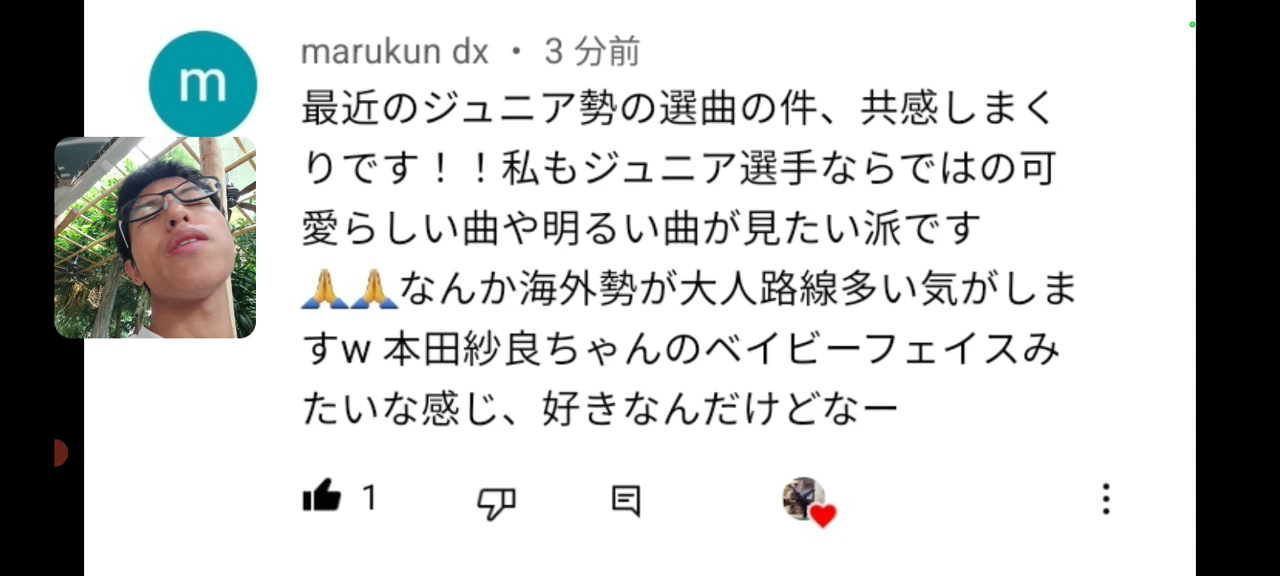 m
marukun dx ・ 3 分前
最近のジュニア勢の選曲の件、共感しまく
りです！！私もジュニア選手ならではの可
愛らしい曲や明るい曲が見たい派です
🙏🙏なんか海外勢が大人路線多い気がしま
すw 本田紗良ちゃんのベイビーフェイスみ
たいな感じ、好きなんだけどなー
1